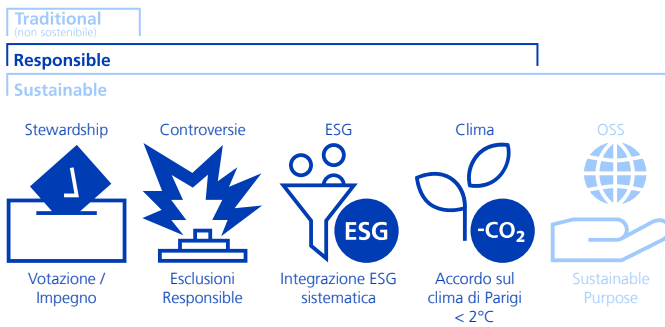 Traditional
(non sostenibile)
Responsible
Sustainable
Stewardship
Controversie
ESG
Clima
OSS
ESG
-CO₂
Votazione /
Impegno
Esclusioni
Responsible
Integrazione ESG
sistematica
Accordo sul
clima di Parigi
< 2°C
Sustainable
Purpose